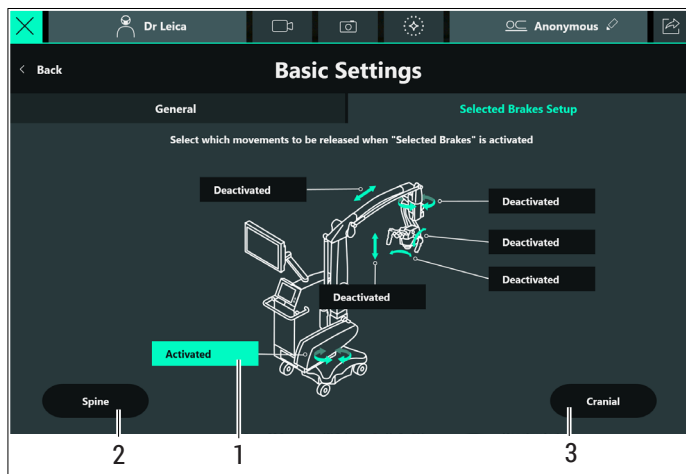 Dr Leica
Anonymous
< Back
Basic Settings
General
Selected Brakes Setup
Select which movements to be released when "Selected Brakes" is activated
Deactivated
Deactivated
Deactivated
Deactivated
Deactivated
Activated
Spine
Cranial
2
1
3